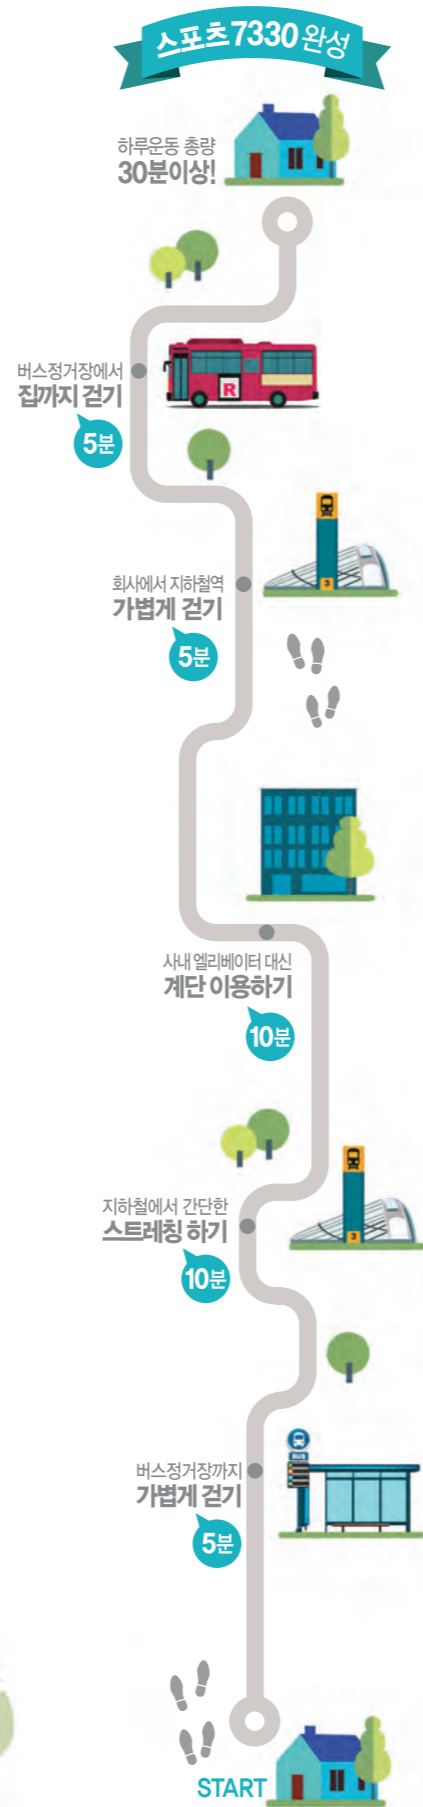 스포츠7330 완성
하루운동 총량
30분이상!
버스정거장에서
집까지 걷기
5분
R
회사에서 지하철역
가볍게 걷기
5분
3
사내 엘리베이터 대신
계단 이용하기
10분
지하철에서 간단한
스트레칭 하기
10분
3
버스정거장까지
가볍게 걷기
5분
BUS
START